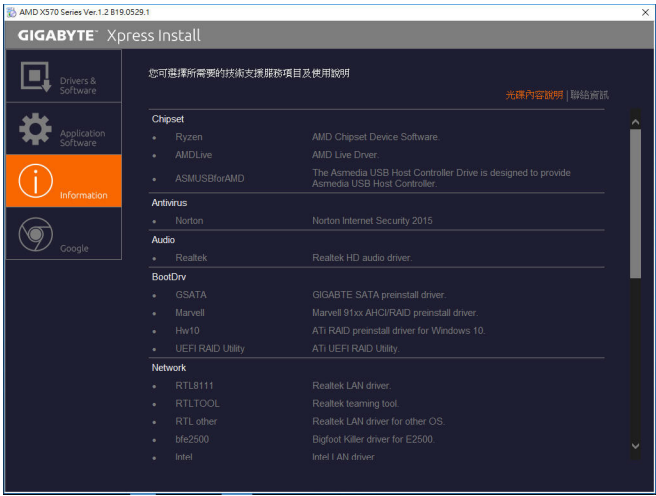 AMD X570 Series Ver.1.2 B19.0529.1
GIGABYTE™ Xpress Install
Drivers &
Software
Application
Software
Information
Google
您可選擇所需要的技術支援服務項目及使用說明
光碟內容說明 | 聯絡資訊
Chipset
• Ryzen AMD Chipset Device Software.
• AMDLive AMD Live Drver.
• ASMUSBforAMD The Asmedia USB Host Controller Drive is designed to provide
Asmedia USB Host Controller.
Antivirus
• Norton Norton Internet Security 2015
Audio
• Realtek Realtek HD audio driver.
BootDrv
• GSATA GIGABTE SATA preinstall driver.
• Marvell Marvell 91xx AHCI/RAID preinstall driver.
• Hw10 ATi RAID preinstall driver for Windows 10.
• UEFI RAID Utility ATi UEFI RAID Utility.
Network
• RTL8111 Realtek LAN driver.
• RTLTOOL Realtek teaming tool.
• RTL other Realtek LAN driver for other OS.
• bfe2500 Bigfoot Killer driver for E2500.
• Intel Intel LAN driver